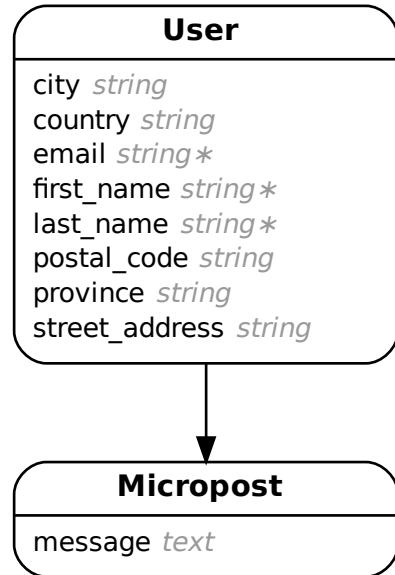 User
city string
country string
email string∗
first_name string∗
last_name string∗
postal_code string
province string
street_address string
Micropost
message text